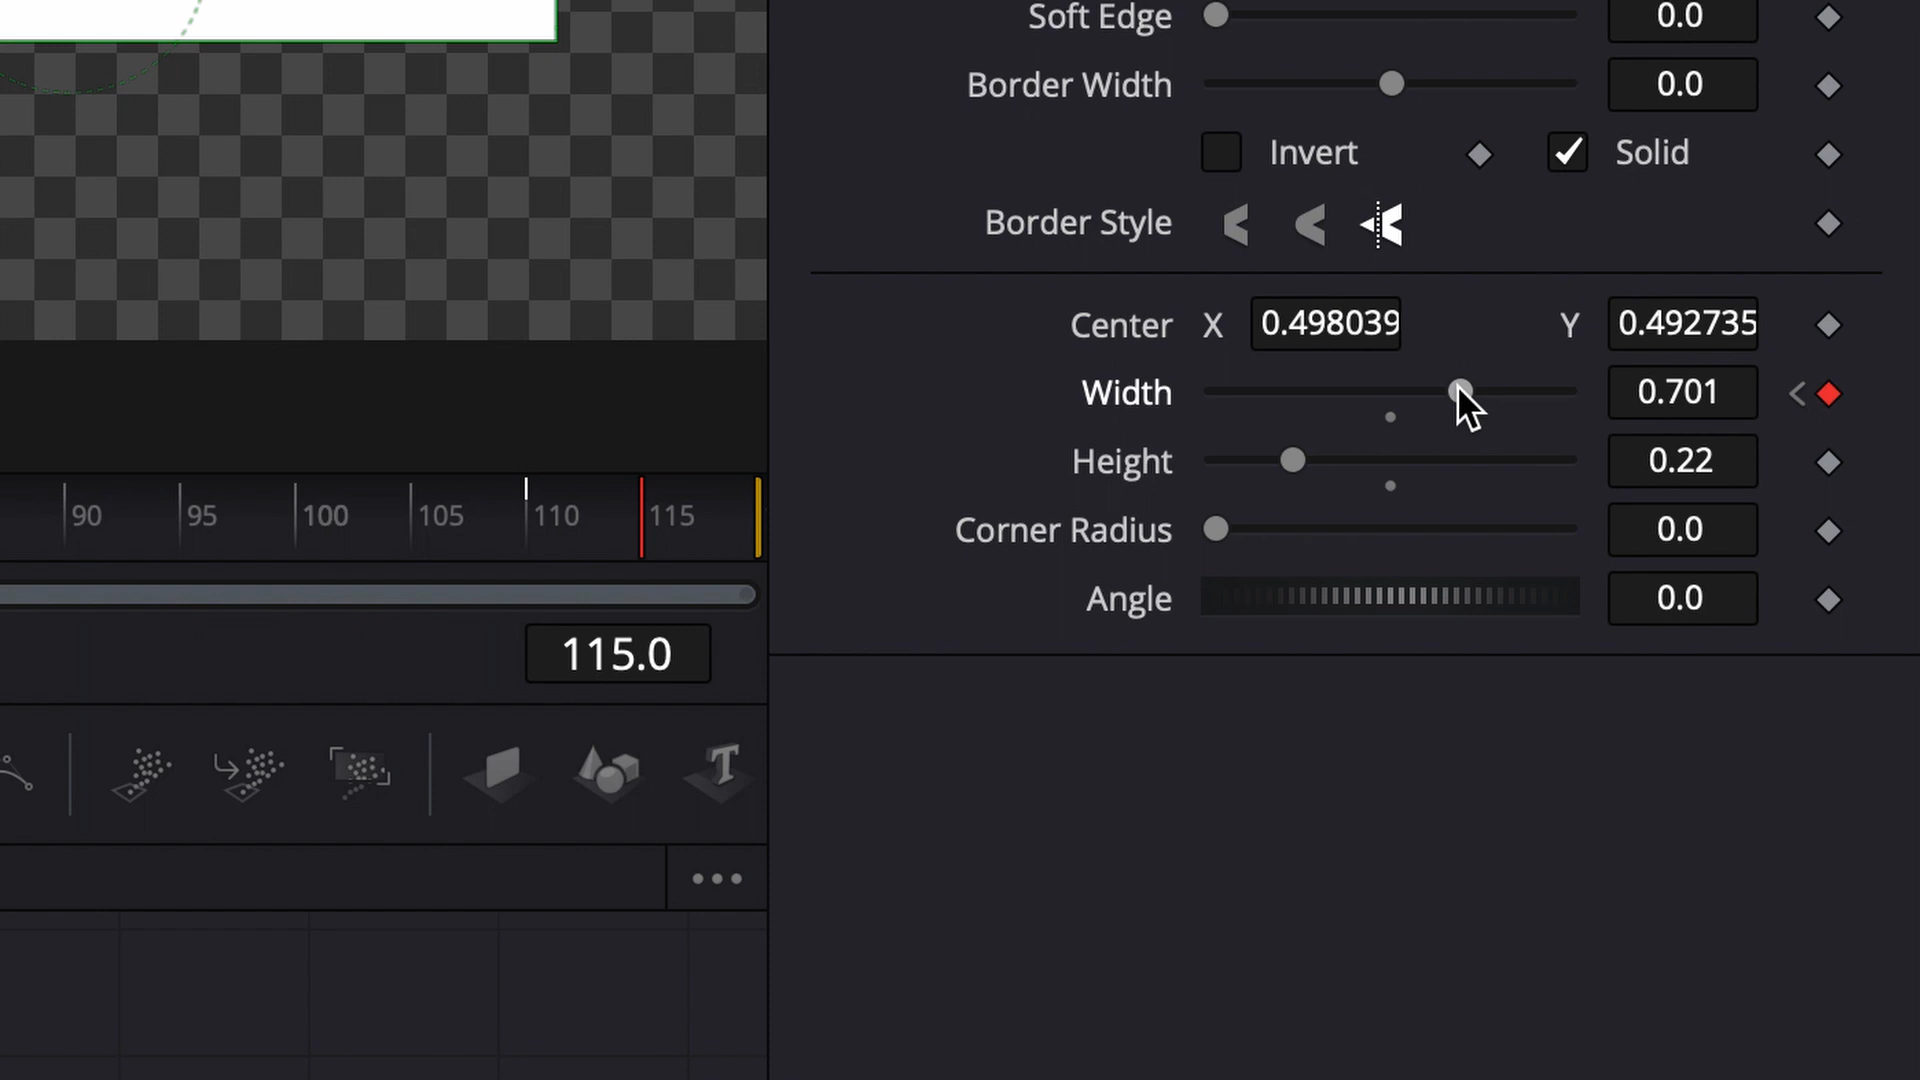 Soft Edge 0.0
Border Width 0.0
Invert Solid
Border Style
Center X 0.498039 Y 0.492735
Width 0.701
Height 0.22
Corner Radius 0.0
Angle 0.0
90 95 100 105 110 115
115.0